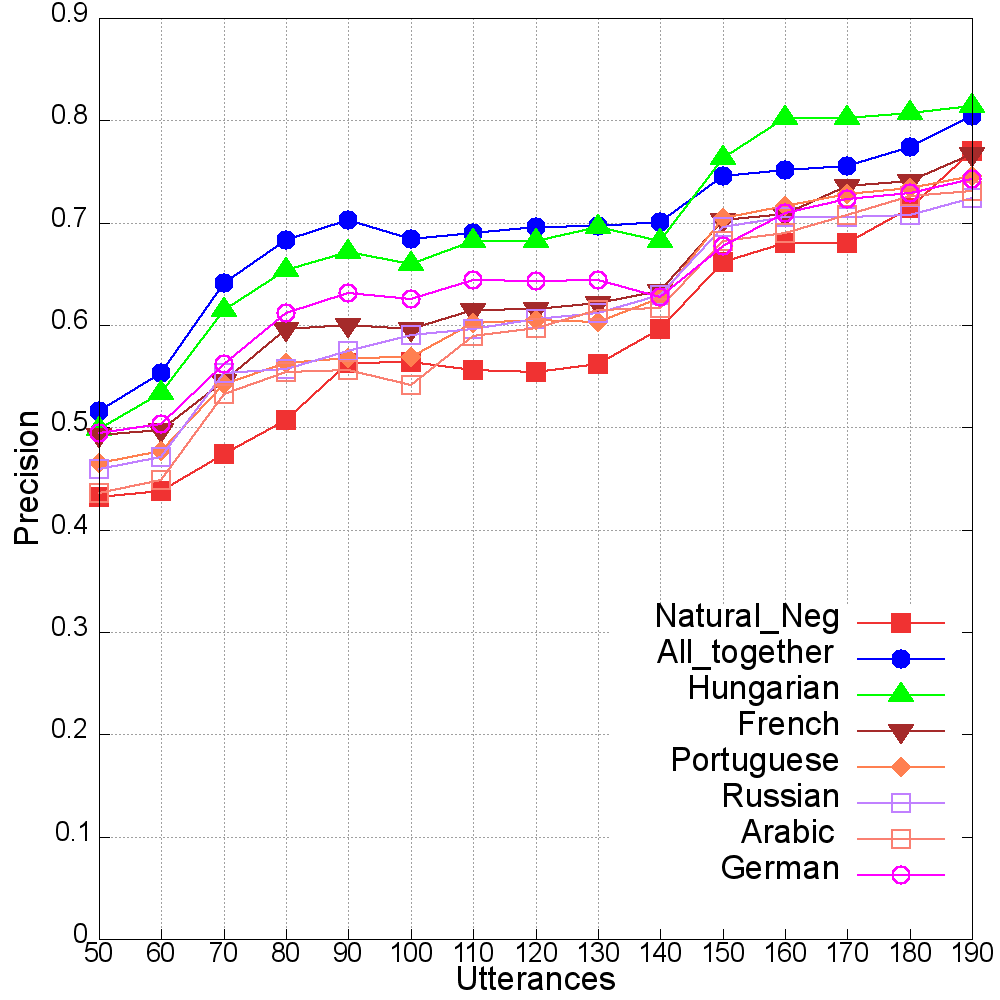 0.9
0.8
0.7
0.6
0.5
0.4
0.3
0.2
0.1
0
Precision
Natural_Neg
All_together
Hungarian
French
Portuguese
Russian
Arabic
German
50 60 70 80 90 100 110 120 130 140 150 160 170 180 190
Utterances